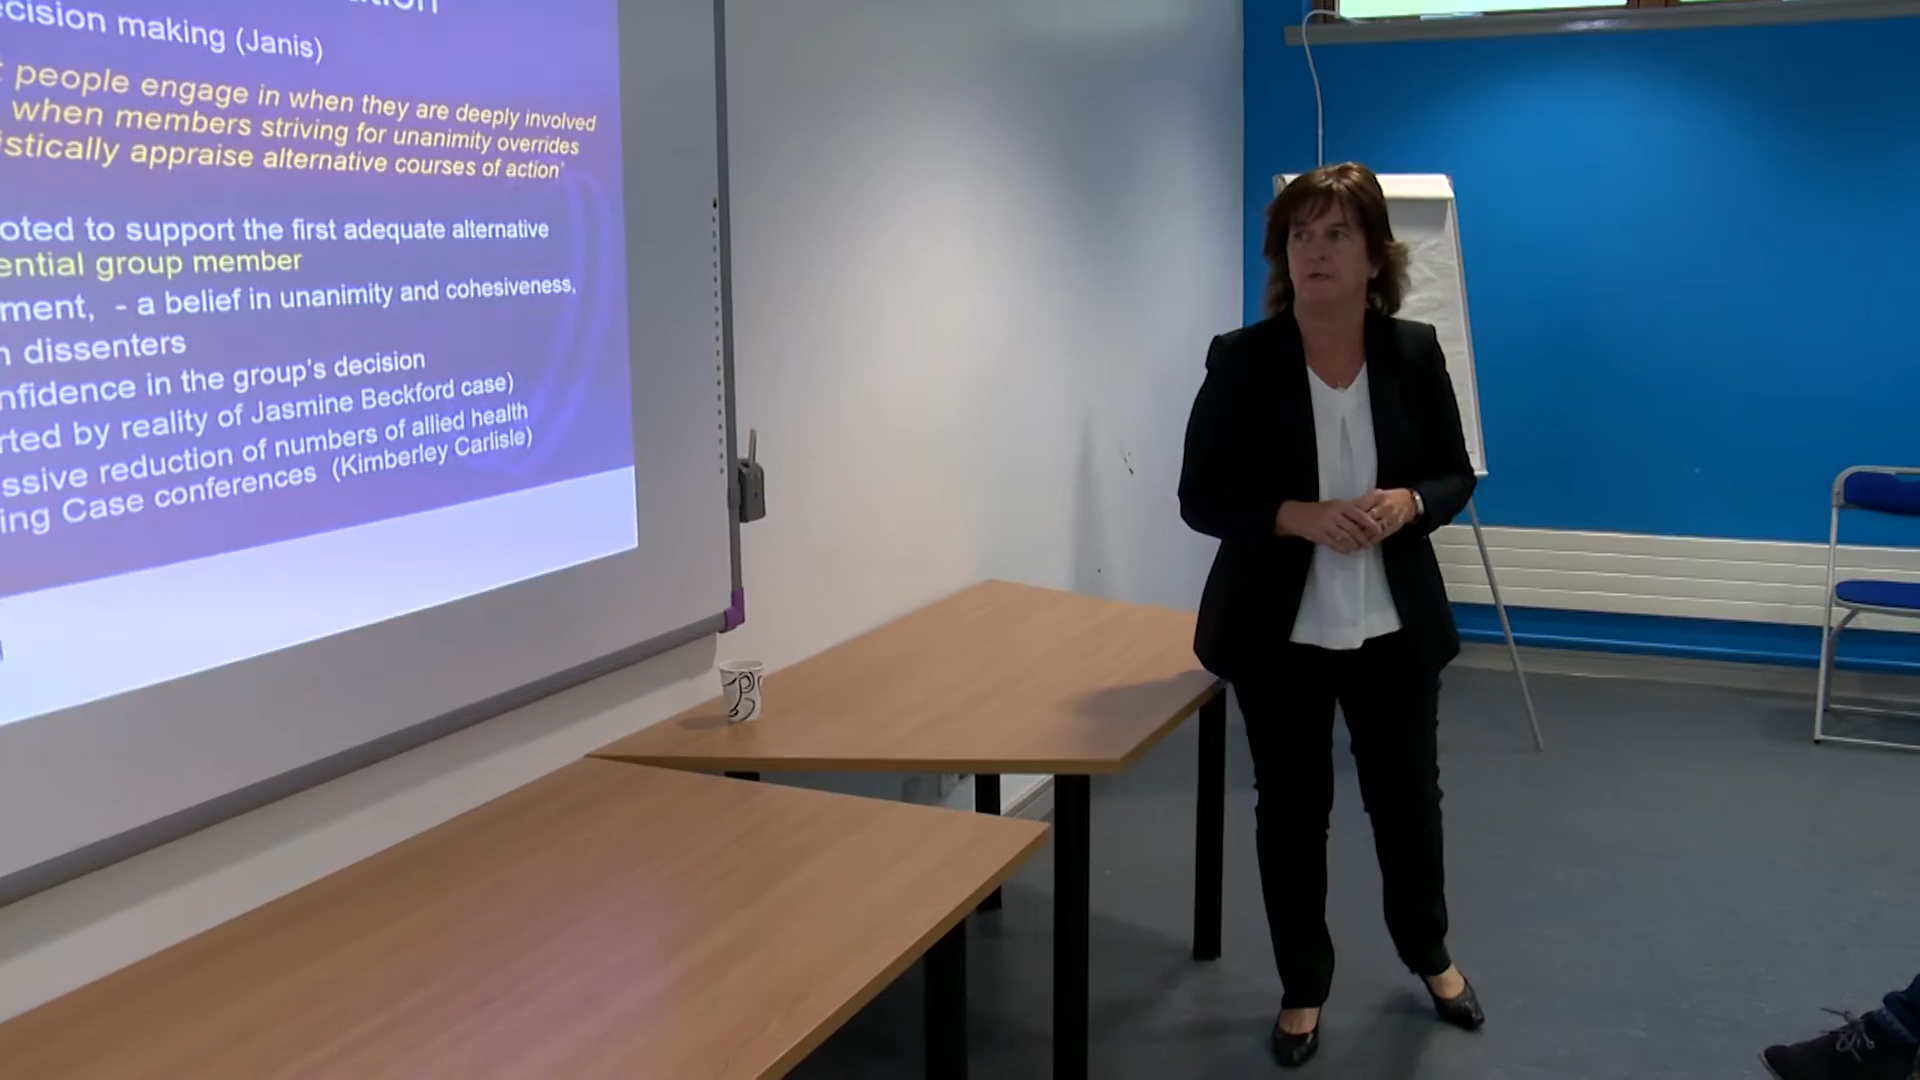 cision making (Janis)
people engage in when they are deeply involved
when members striving for unanimity overrides
istically appraise alternative courses of action'
oted to support the first adequate alternative
ential group member
ment, - a belief in unanimity and cohesiveness,
dissenters
nfidence in the group's decision
rted by reality of Jasmine Beckford case)
ssive reduction of numbers of allied health
ing Case conferences (Kimberley Carlisle)